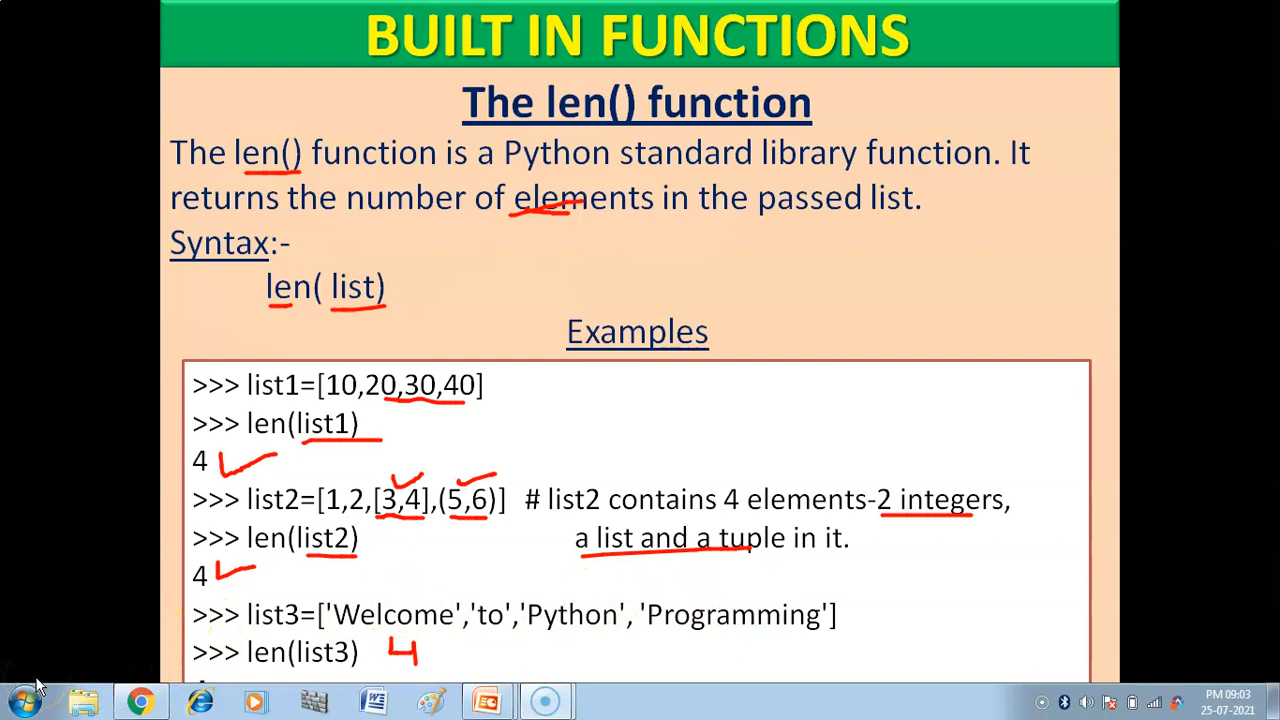 BUILT IN FUNCTIONS
The len() function
The len() function is a Python standard library function. It
returns the number of elements in the passed list.
Syntax:-
len( list)
Examples
>>> list1=[10,20,30,40]
>>> len(list1)
4
>>> list2=[1,2,[3,4],(5,6)] # list2 contains 4 elements-2 integers,
>>> len(list2) a list and a tuple in it.
4
>>> list3=['Welcome','to','Python', 'Programming']
>>> len(list3) 4
PM 09:03
25-07-2021